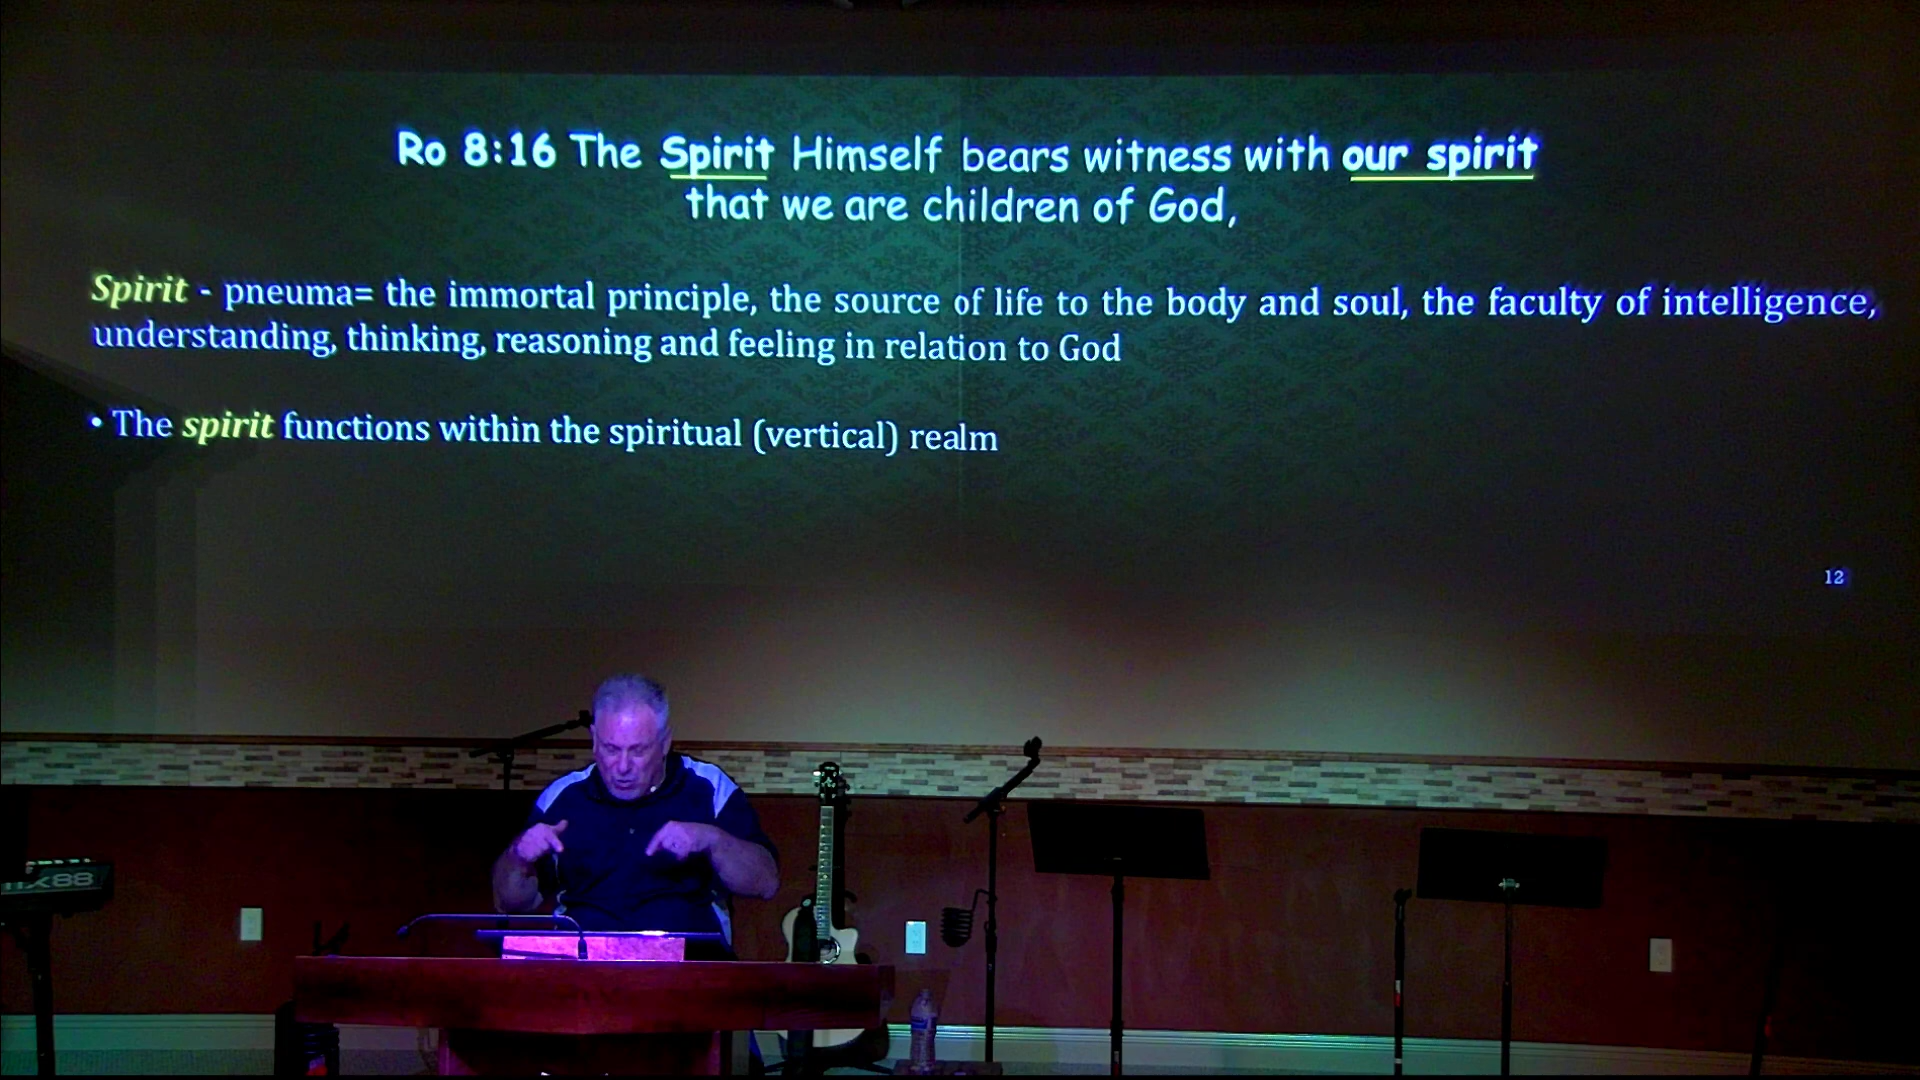 Ro 8:16 The Spirit Himself bears witness with our spirit
that we are children of God,
Spirit - pneuma= the immortal principle, the source of life to the body and soul, the faculty of intelligence,
understanding, thinking, reasoning and feeling in relation to God
• The spirit functions within the spiritual (vertical) realm
12